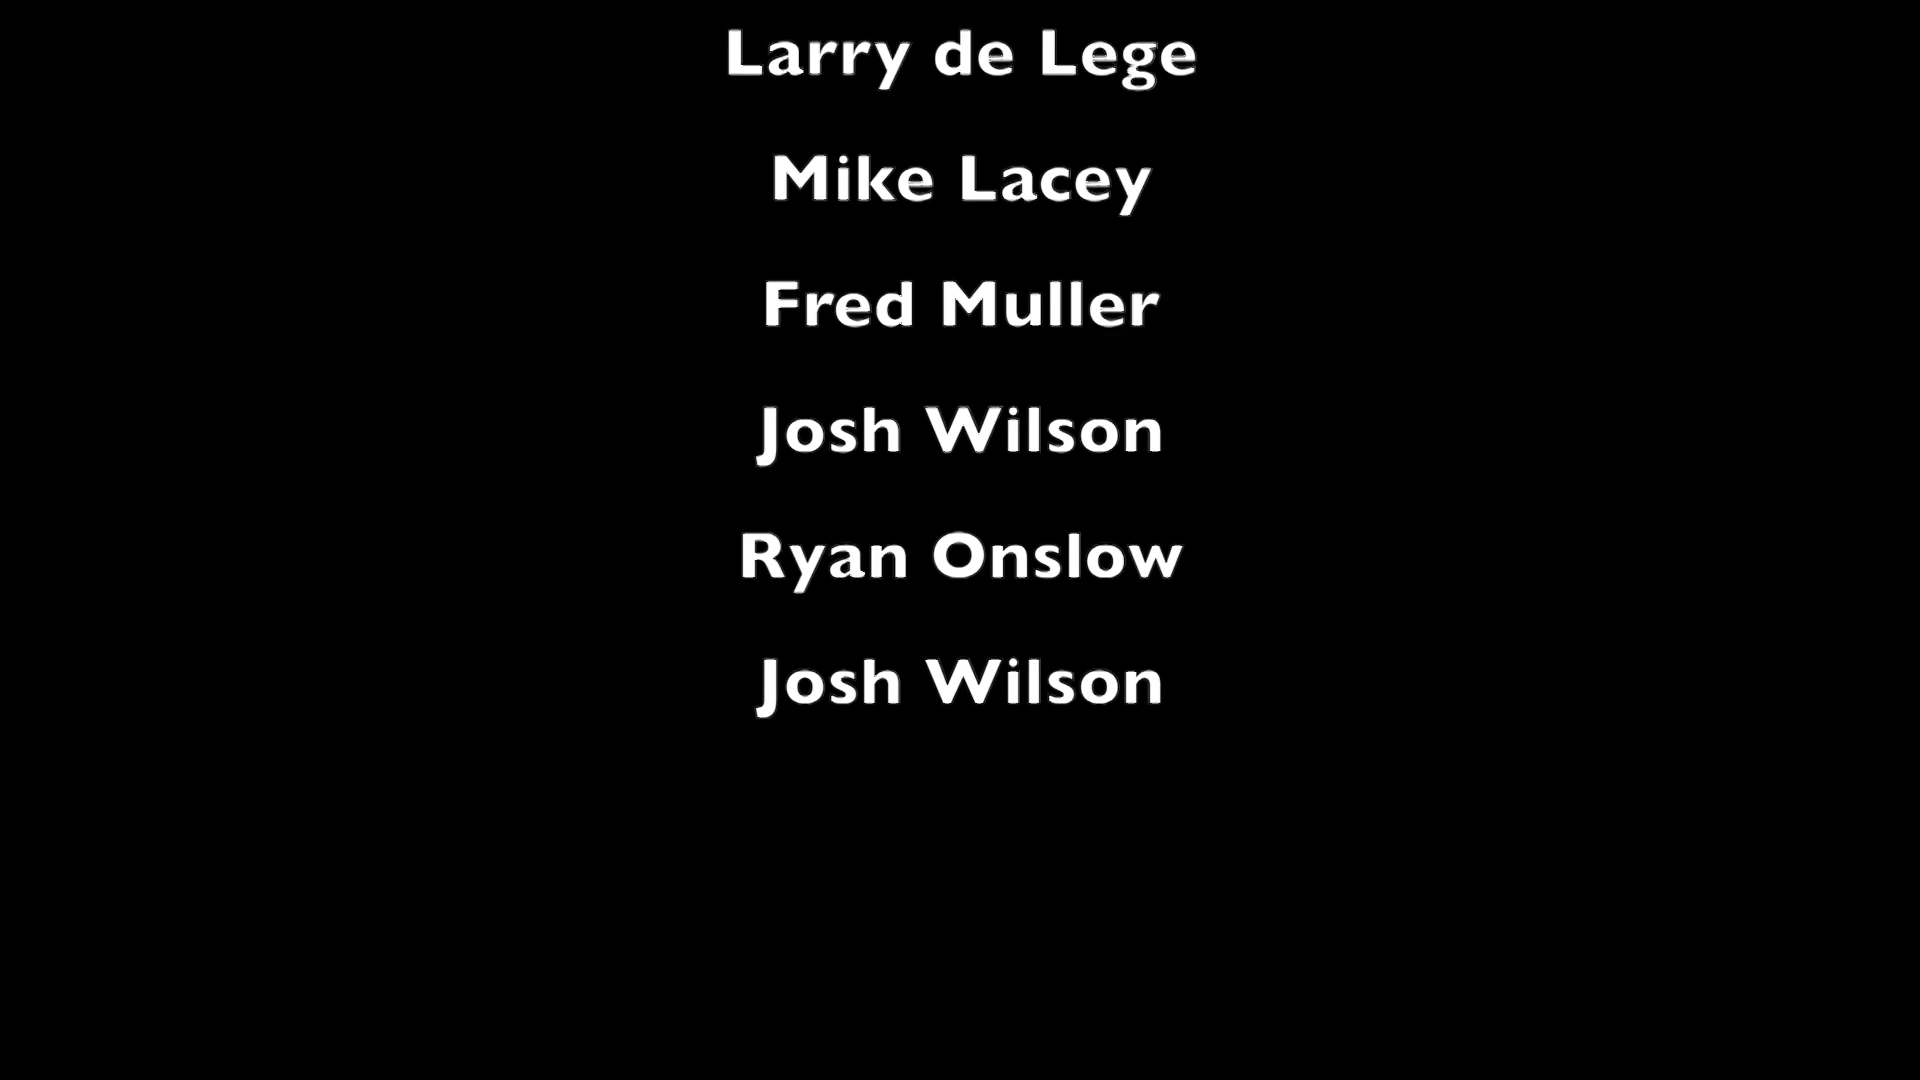 Larry de Lege
Mike Lacey
Fred Muller
Josh Wilson
Ryan Onslow
Josh Wilson